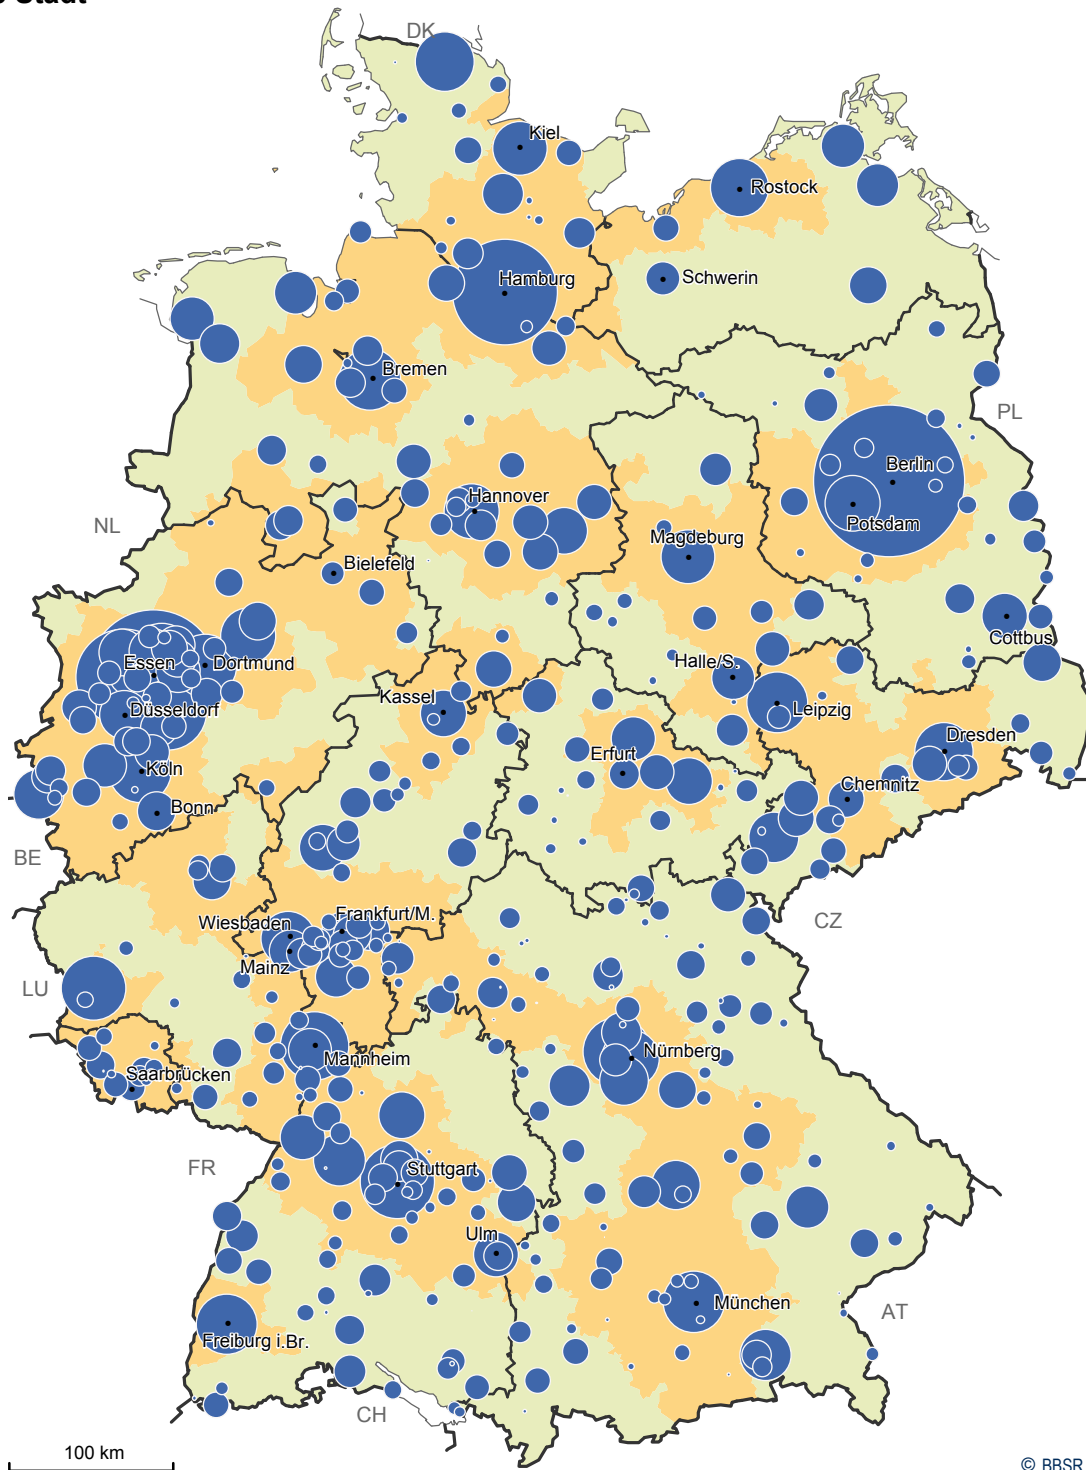 Stadt
DK
Kiel
Rostock
Hamburg
Schwerin
Bremen
PL
Berlin
Hannover
Potsdam
NL
Magdeburg
Bielefeld
Cottbus
Essen
Dortmund
Halle/S.
Kassel
Düsseldorf
Leipzig
Dresden
Erfurt
Köln
Chemnitz
Bonn
BE
Wiesbaden
Frankfurt/M.
CZ
Mainz
LU
Nürnberg
Mannheim
Saarbrücken
FR
Stuttgart
Ulm
München
AT
Freiburg i.Br.
CH
100 km
© BBSR